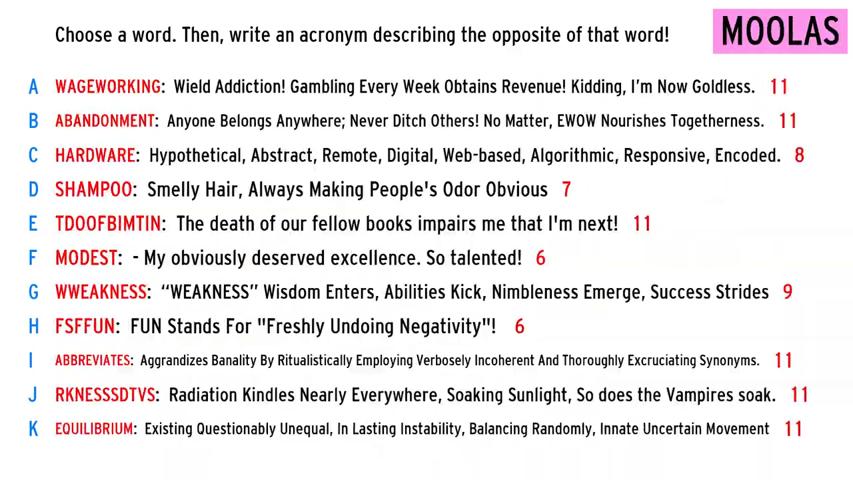 Choose a word. Then, write an acronym describing the opposite of that word!
MOOLAS
A WAGEWORKING: Wield Addiction! Gambling Every Week Obtains Revenue! Kidding, I'm Now Goldless. 11
B ABANDONMENT: Anyone Belongs Anywhere; Never Ditch Others! No Matter, EWOW Nourishes Togetherness. 11
C HARDWARE: Hypothetical, Abstract, Remote, Digital, Web-based, Algorithmic, Responsive, Encoded. 8
D SHAMPOO: Smelly Hair, Always Making People's Odor Obvious 7
E TDOOFBIMTIN: The death of our fellow books impairs me that I'm next! 11
F MODEST: - My obviously deserved excellence. So talented! 6
G WWEAKNESS: “WEAKNESS” Wisdom Enters, Abilities Kick, Nimbleness Emerge, Success Strides 9
H FSFFUN: FUN Stands For "Freshly Undoing Negativity"! 6
I ABBREVIATES: Aggrandizes Banality By Ritualistically Employing Verbosely Incoherent And Thoroughly Excruciating Synonyms. 11
J RKNESSSDTVS: Radiation Kindles Nearly Everywhere, Soaking Sunlight, So does the Vampires soak. 11
K EQUILIBRIUM: Existing Questionably Unequal, In Lasting Instability, Balancing Randomly, Innate Uncertain Movement 11